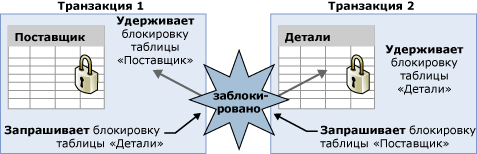 Транзакция 1
Поставщик
Удерживает
блокировку
таблицы
«Поставщик»
Запрашивает блокировку
таблицы «Детали»
заблоки-
ровано
Транзакция 2
Детали
Удерживает
блокировку
таблицы
«Детали»
Запрашивает блокировку
таблицы «Поставщик»